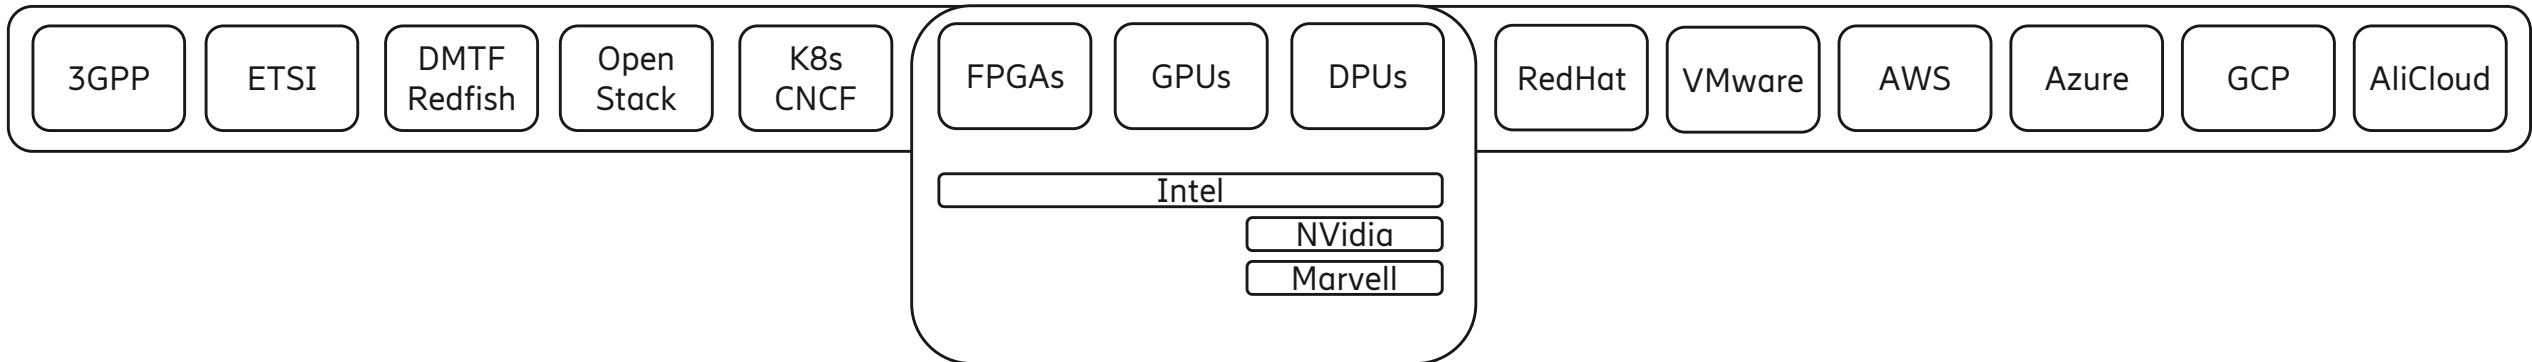 3GPP
ETSI
DMTF
Redfish
Open
Stack
K8s
CNCF
FPGAs
GPUs
DPUs
RedHat
VMware
AWS
Azure
GCP
AliCloud
Intel
NVidia
Marvell